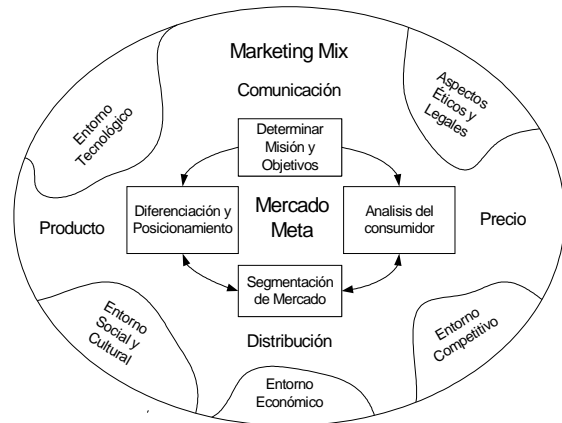 Marketing Mix
Comunicación
Entorno
Tecnológico
Aspectos
Éticos y
Legales
Determinar
Misión y
Objetivos
Producto
Diferenciación y
Posicionamiento
Mercado
Meta
Analisis del
consumidor
Precio
Segmentación
de Mercado
Entorno
Social y
Cultural
Distribución
Entorno
Competitivo
Entorno
Económico